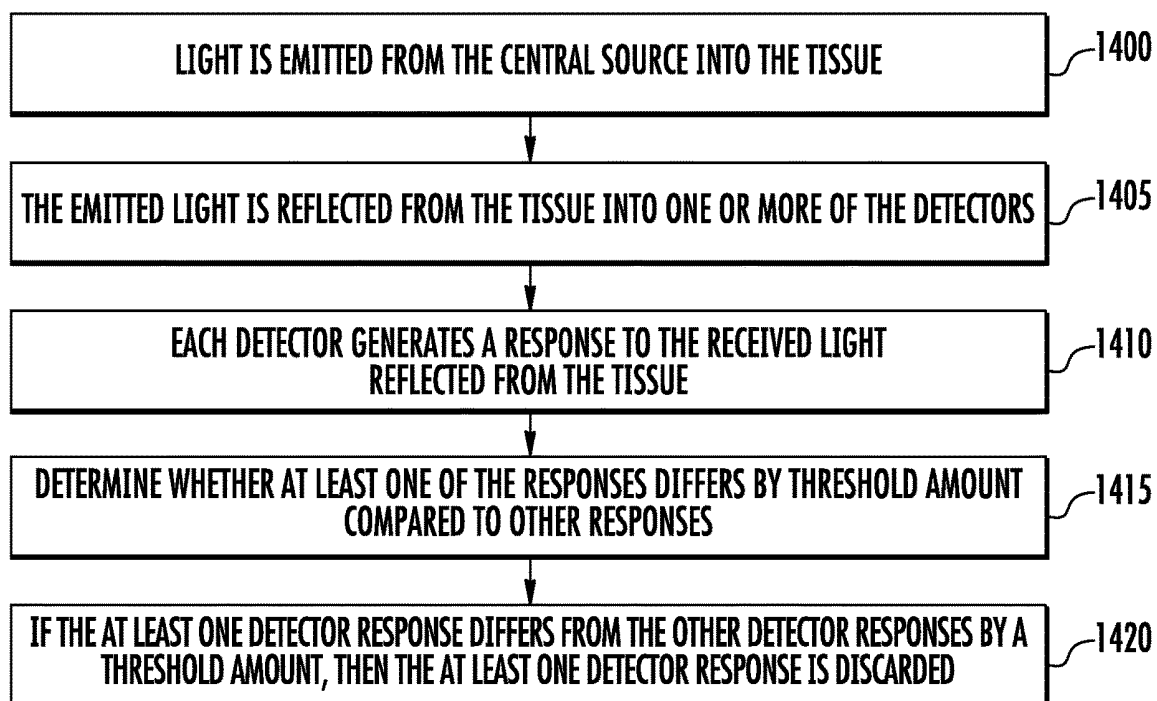 LIGHT IS EMITTED FROM THE CENTRAL SOURCE INTO THE TISSUE
1400
THE EMITTED LIGHT IS REFLECTED FROM THE TISSUE INTO ONE OR MORE OF THE DETECTORS
1405
EACH DETECTOR GENERATES A RESPONSE TO THE RECEIVED LIGHT
REFLECTED FROM THE TISSUE
1410
DETERMINE WHETHER AT LEAST ONE OF THE RESPONSES DIFFERS BY THRESHOLD AMOUNT
COMPARED TO OTHER RESPONSES
1415
IF THE AT LEAST ONE DETECTOR RESPONSE DIFFERS FROM THE OTHER DETECTOR RESPONSES BY A
THRESHOLD AMOUNT, THEN THE AT LEAST ONE DETECTOR RESPONSE IS DISCARDED
1420